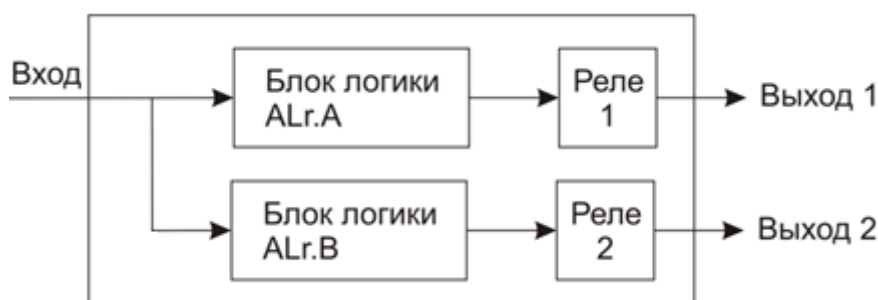 Вход
Блок логики
ALr.A
Реле
1
Выход 1
Блок логики
ALr.B
Реле
2
Выход 2